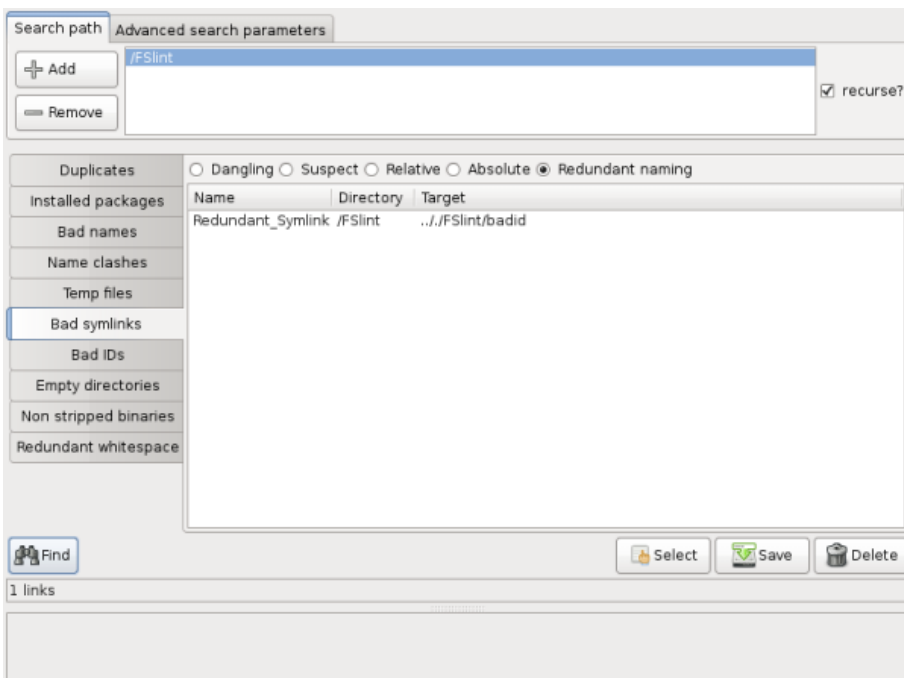 Search path Advanced search parameters
Add
/FSlint
recurse?
Remove
Duplicates
Installed packages
Bad names
Name clashes
Temp files
Bad symlinks
Bad IDs
Empty directories
Non stripped binaries
Redundant whitespace
Dangling Suspect Relative Absolute Redundant naming
Name Directory Target
Redundant_Symlink /FSlint .././FSlint/badid
Find
Select Save Delete
1 links